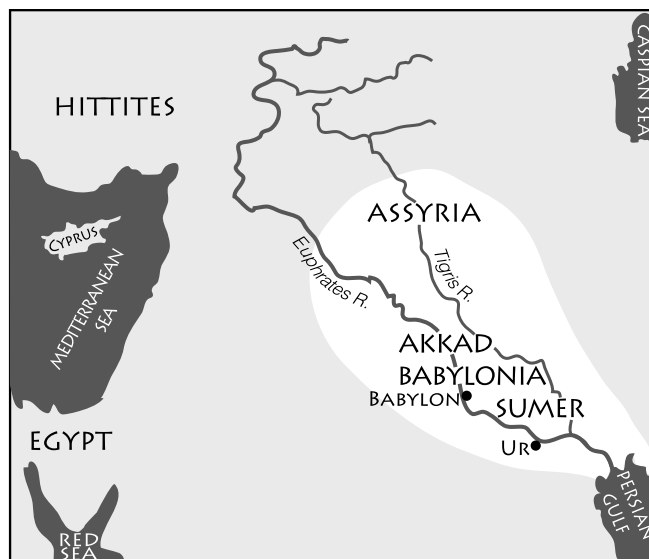 CASPIAN SEA
HITTITES
ASSYRIA
CYPRUS
Euphrates R.
Tigris R.
MEDITERRANEAN
SEA
AKKAD
BABYLONIA
BABYLON
SUMER
EGYPT
UR
PERSIAN
GULF
RED
SEA